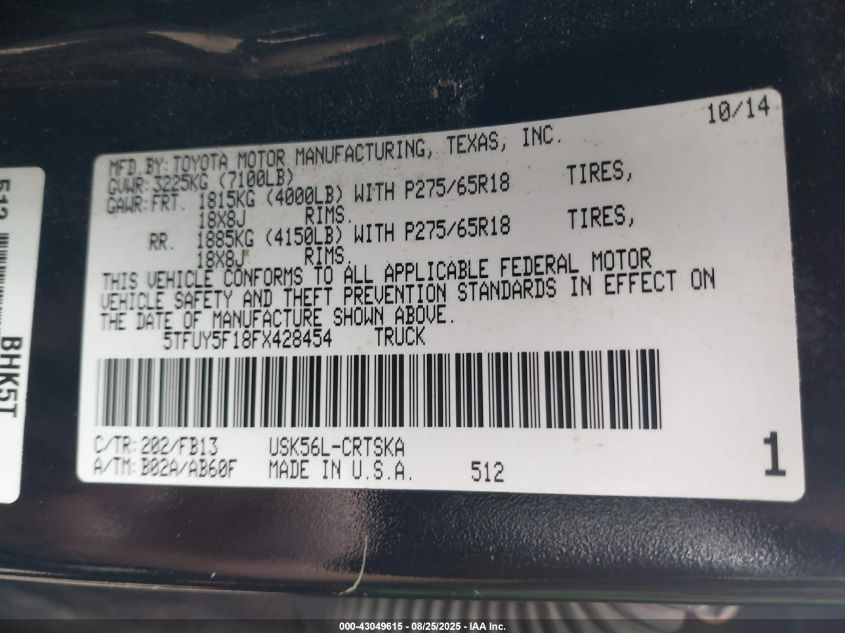 10/14
MFD.BY:TOYOTA MOTOR MANUFACTURING, TEXAS, INC.
GVWR:3225KG (7100LB)
GAWR:FRT. 1815KG (4000LB) WITH P275/65R18 TIRES,
18X8J RIMS.
RR. 1885KG (4150LB) WITH P275/65R18 TIRES,
18X8J RIMS.
THIS VEHICLE CONFORMS TO ALL APPLICABLE FEDERAL MOTOR
VEHICLE SAFETY AND THEFT PREVENTION STANDARDS IN EFFECT ON
THE DATE OF MANUFACTURE SHOWN ABOVE.
5TFUY5F18FX428454 TRUCK
C/TR:202/FB13 USK56L-CRTSKA
A/TM:B02A/AB60F MADE IN U.S.A. 512
1
512
BHK5T
000-43049615 - 08/25/2025 - IAA Inc.